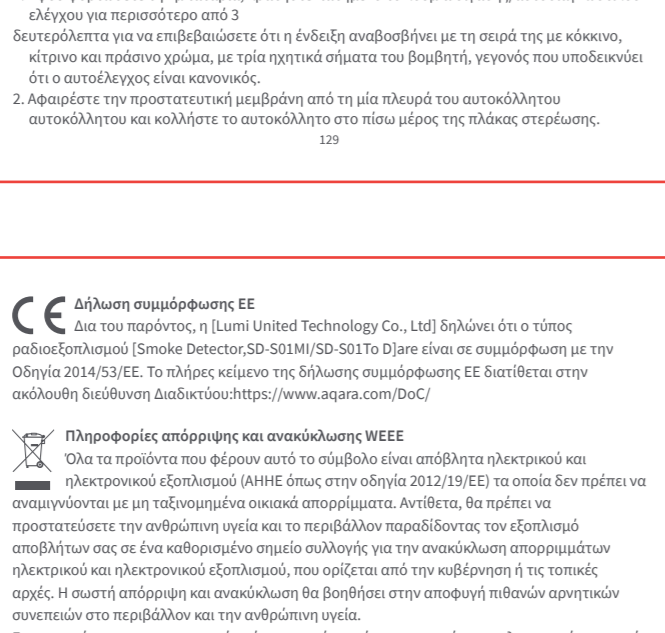 ελέγχου για περισσότερο από 3
δευτερόλεπτα για να επιβεβαιώσετε ότι η ένδειξη αναβοσβήνει με τη σειρά της με κόκκινο,
κίτρινο και πράσινο χρώμα, με τρία ηχητικά σήματα του βομβητή, γεγονός που υποδεικνύει
ότι ο αυτοέλεγχος είναι κανονικός.
2. Αφαιρέστε την προστατευτική μεμβράνη από τη μία πλευρά του αυτοκόλλητου
αυτοκόλλητου και κολλήστε το αυτοκόλλητο στο πίσω μέρος της πλάκας στερέωσης.
129
CE Δήλωση συμμόρφωσης ΕΕ
Δια του παρόντος, η [Lumi United Technology Co., Ltd] δηλώνει ότι ο τύπος
ραδιοεξοπλισμού [Smoke Detector,SD-S01MI/SD-S01To D]are είναι σε συμμόρφωση με την
Οδηγία 2014/53/ΕΕ. Το πλήρες κείμενο της δήλωσης συμμόρφωσης ΕΕ διατίθεται στην
ακόλουθη διεύθυνση Διαδικτύου:https://www.aqara.com/DoC/
Πληροφορίες απόρριψης και ανακύκλωσης WEEE
Όλα τα προϊόντα που φέρουν αυτό το σύμβολο είναι απόβλητα ηλεκτρικού και
ηλεκτρονικού εξοπλισμού (ΑΗΗΕ όπως στην οδηγία 2012/19/ΕΕ) τα οποία δεν πρέπει να
αναμιγνύονται με μη ταξινομημένα οικιακά απορρίμματα. Αντίθετα, θα πρέπει να
προστατεύσετε την ανθρώπινη υγεία και το περιβάλλον παραδίδοντας τον εξοπλισμό
αποβλήτων σας σε ένα καθορισμένο σημείο συλλογής για την ανακύκλωση απορριμμάτων
ηλεκτρικού και ηλεκτρονικού εξοπλισμού, που ορίζεται από την κυβέρνηση ή τις τοπικές
αρχές. Η σωστή απόρριψη και ανακύκλωση θα βοηθήσει στην αποφυγή πιθανών αρνητικών
συνεπειών στο περιβάλλον και την ανθρώπινη υγεία.